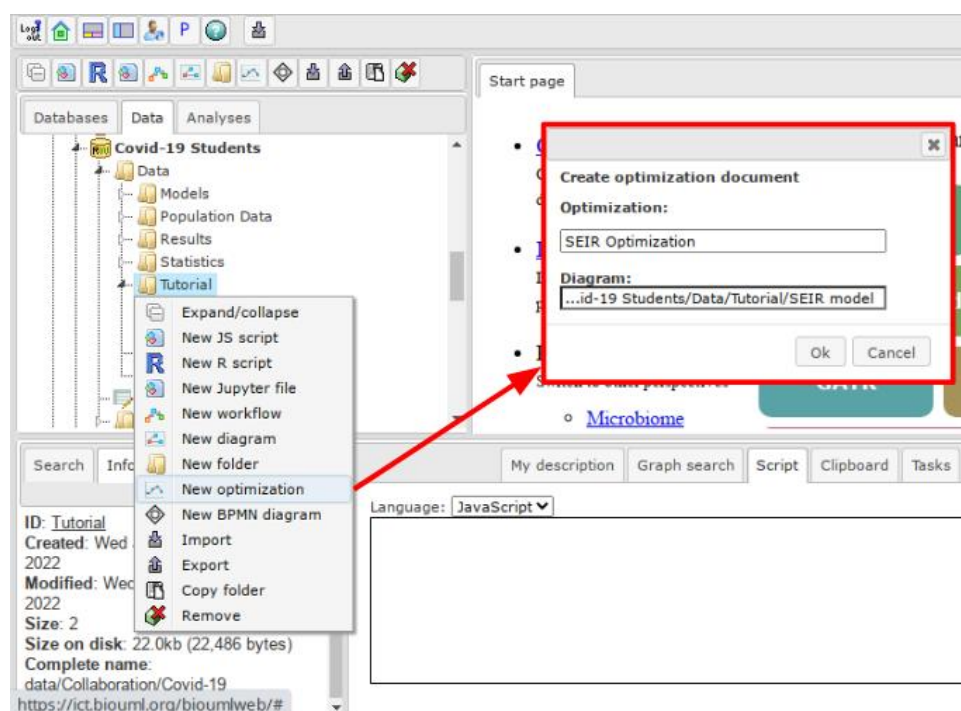 Log out
P
R
Start page
Databases
Data
Analyses
Covid-19 Students
Data
Models
Population Data
Results
Statistics
Tutorial
Expand/collapse
New JS script
New R script
New Jupyter file
New workflow
New diagram
New folder
New optimization
New BPMN diagram
Import
Export
Copy folder
Remove
Create optimization document
Optimization:
SEIR Optimization
Diagram:
...id-19 Students/Data/Tutorial/SEIR model
Ok
Cancel
Microbiome
Search
Info
My description
Graph search
Script
Clipboard
Tasks
Language:
JavaScript
ID: Tutorial
Created: Wed
2022
Modified: Wed
2022
Size: 2
Size on disk: 22.0kb (22,486 bytes)
Complete name:
data/Collaboration/Covid-19
https://ict.biouml.org/biouml​web/#